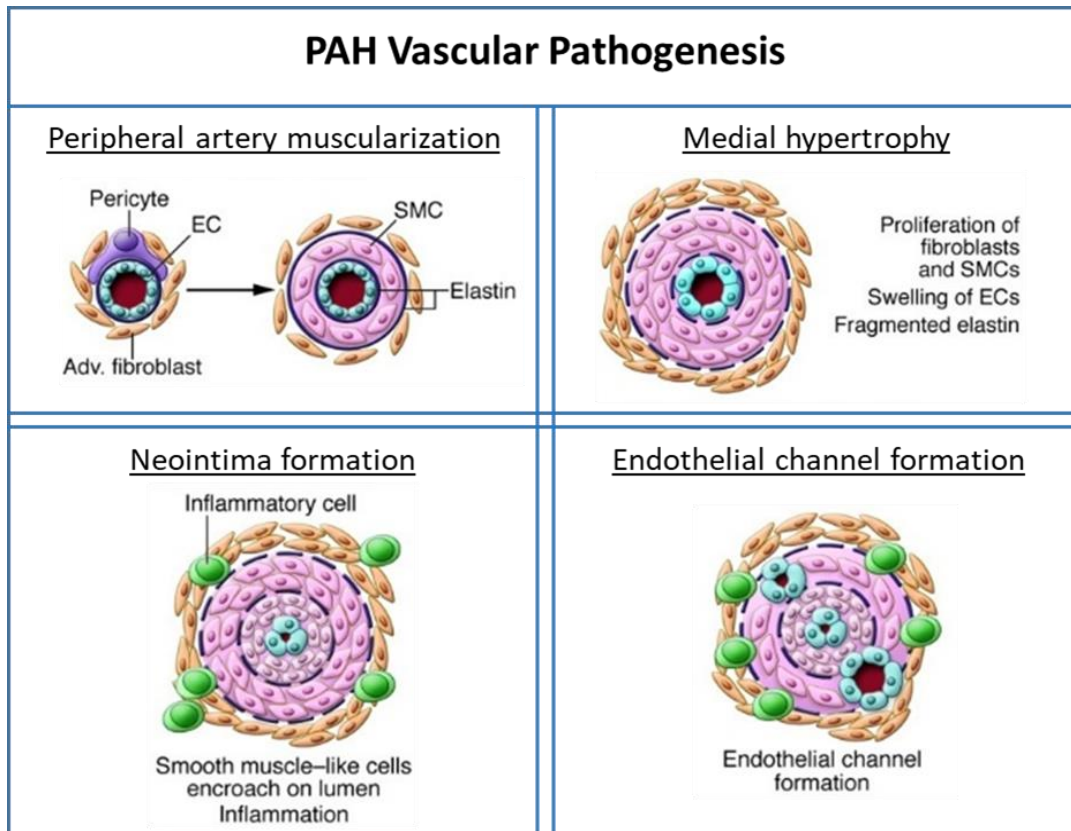 PAH Vascular Pathogenesis
Peripheral artery muscularization
Pericyte
EC
SMC
Elastin
Adv. fibroblast
Medial hypertrophy
Proliferation of
fibroblasts
and SMCs
Swelling of ECs
Fragmented elastin
Neointima formation
Inflammatory cell
Smooth muscle–like cells
encroach on lumen
Inflammation
Endothelial channel formation
Endothelial channel
formation